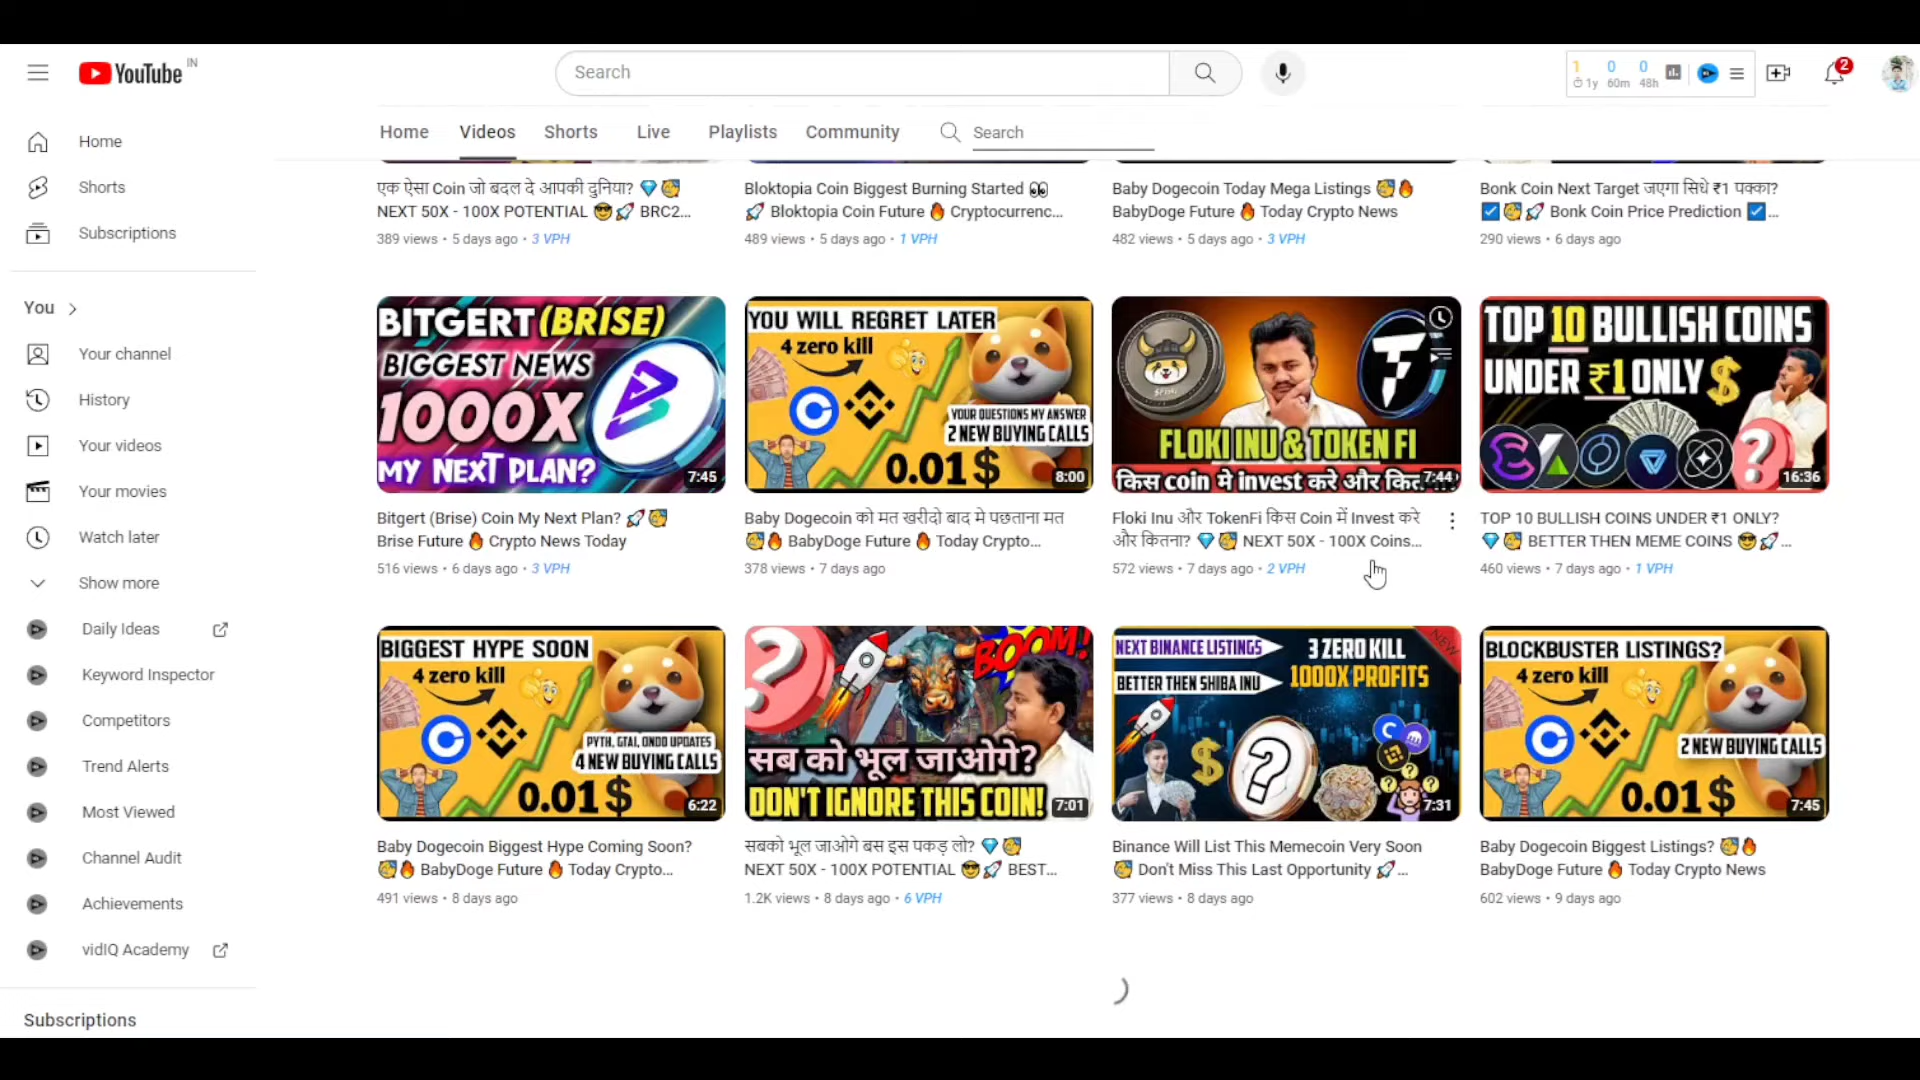 YouTube IN
Search
1 0 0
1y 60m 48h
2
Home
Shorts
Subscriptions
You
Your channel
History
Your videos
Your movies
Watch later
Show more
Daily Ideas
Keyword Inspector
Competitors
Trend Alerts
Most Viewed
Channel Audit
Achievements
vidIQ Academy
Subscriptions
Home Videos Shorts Live Playlists Community Search
एक ऐसा Coin जो बदल दे आपकी दुनिया? 💎🥳
NEXT 50X - 100X POTENTIAL 😎🚀 BRC2...
389 views • 5 days ago • 3 VPH
Bloktopia Coin Biggest Burning Started 👀
🚀 Bloktopia Coin Future 🔥 Cryptocurrenc...
489 views • 5 days ago • 1 VPH
Baby Dogecoin Today Mega Listings 🥳🔥
BabyDoge Future 🔥 Today Crypto News
482 views • 5 days ago • 3 VPH
Bonk Coin Next Target जएगा सिधे ₹1 पक्का?
☑️🥳🚀 Bonk Coin Price Prediction ☑️...
290 views • 6 days ago
BITGERT (BRISE)
BIGGEST NEWS
1000X
MY NEXT PLAN?
7:45
Bitgert (Brise) Coin My Next Plan? 🚀🥳
Brise Future 🔥 Crypto News Today
516 views • 6 days ago • 3 VPH
YOU WILL REGRET LATER
4 zero kill
YOUR QUESTIONS MY ANSWER
2 NEW BUYING CALLS
0.01$
8:00
Baby Dogecoin को मत खरीदो बाद मे पछताना मत
🥳🔥 BabyDoge Future 🔥 Today Crypto...
378 views • 7 days ago
FLOKI INU & TOKEN FI
किस coin मे invest करे और
7:44
Floki Inu और TokenFi किस Coin में Invest करे
और कितना? 💎🥳 NEXT 50X - 100X Coins...
572 views • 7 days ago • 2 VPH
TOP 10 BULLISH COINS
UNDER ₹1 ONLY $
16:36
TOP 10 BULLISH COINS UNDER ₹1 ONLY?
💎🥳 BETTER THEN MEME COINS 😎🚀...
460 views • 7 days ago • 1 VPH
BIGGEST HYPE SOON
4 zero kill
PYTH, GTAI, ONDO UPDATES
4 NEW BUYING CALLS
0.01$
6:22
Baby Dogecoin Biggest Hype Coming Soon?
🥳🔥 BabyDoge Future 🔥 Today Crypto...
491 views • 8 days ago
BOOM!
सब को भूल जाओगे?
DON'T IGNORE THIS COIN!
7:01
सबको भूल जाओगे बस इस पकड़ लो? 💎🥳
NEXT 50X - 100X POTENTIAL 😎🚀 BEST...
1.2K views • 8 days ago • 6 VPH
NEXT BINANCE LISTINGS
BETTER THEN SHIBA INU
3 ZERO KILL
1000X PROFITS
NEW
7:31
Binance Will List This Memecoin Very Soon
🥳 Don't Miss This Last Opportunity 🚀...
377 views • 8 days ago
BLOCKBUSTER LISTINGS?
4 zero kill
2 NEW BUYING CALLS
0.01$
7:45
Baby Dogecoin Biggest Listings? 🥳🔥
BabyDoge Future 🔥 Today Crypto News
602 views • 9 days ago